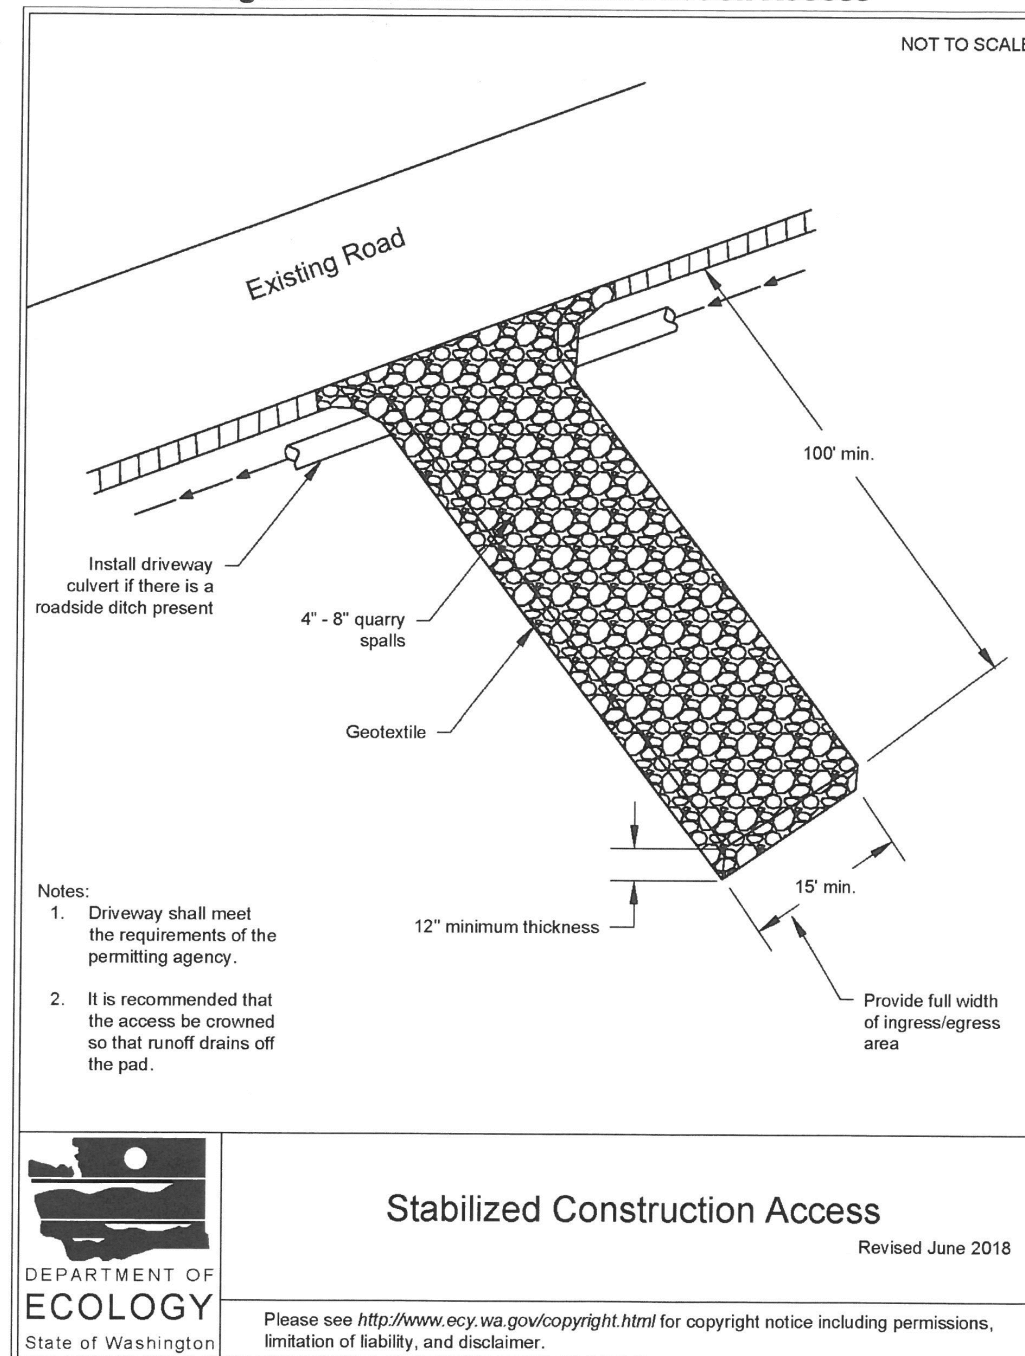 NOT TO SCALE
Existing Road
100' min.
Install driveway
culvert if there is a
roadside ditch present
4" - 8" quarry
spalls
Geotextile
15' min.
12" minimum thickness
Provide full width
of ingress/egress
area
Notes:
1. Driveway shall meet
the requirements of the
permitting agency.
2. It is recommended that
the access be crowned
so that runoff drains off
the pad.
Stabilized Construction Access
Revised June 2018
DEPARTMENT OF
ECOLOGY
State of Washington
Please see http://www.ecy.wa.gov/copyright.html for copyright notice including permissions,
limitation of liability, and disclaimer.